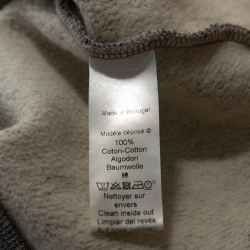 Made in Portugal
Modèle déposé ©
100%
Coton-Cotton
Algodon
Baumwolle
Nettoyer sur
envers
Clean inside out
Limpiar del revés